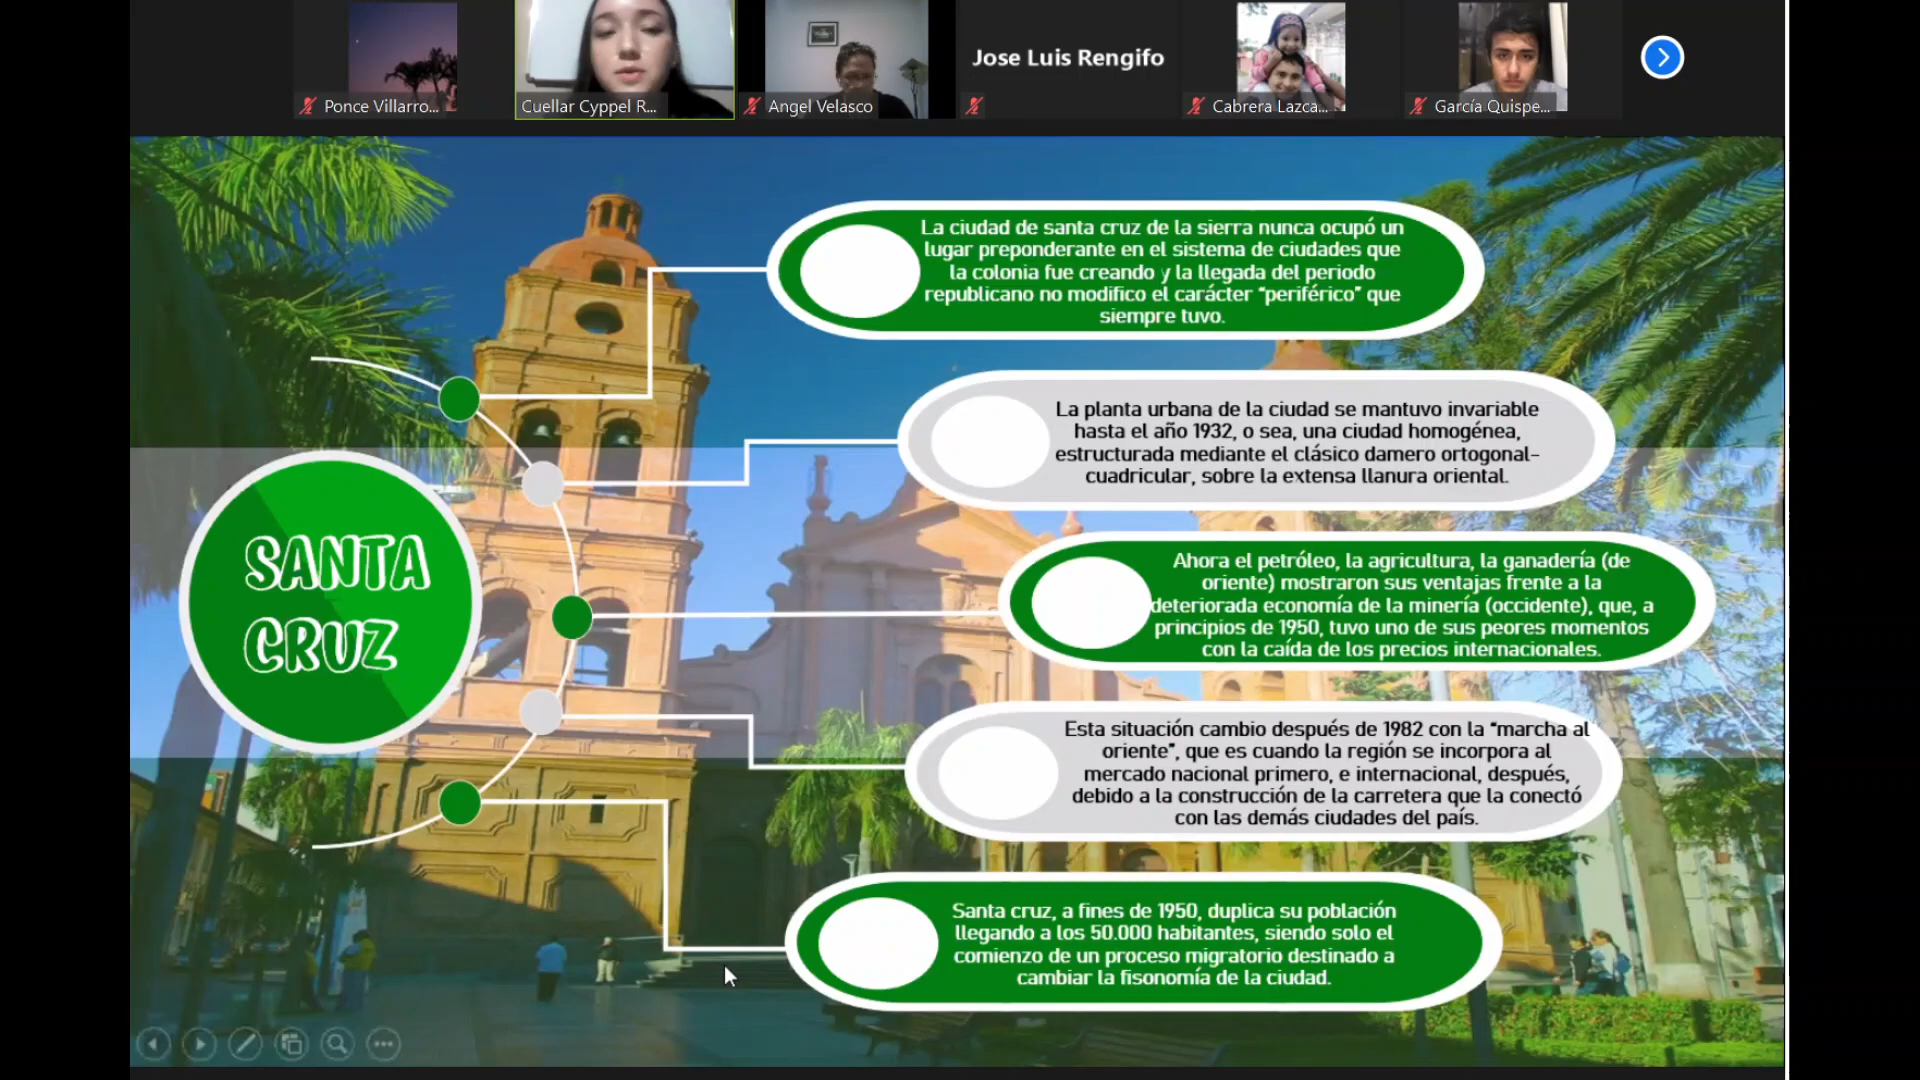 Jose Luis Rengifo
Ponce Villarro...
Cuellar Cyppel R...
Angel Velasco
Cabrera Lazca...
García Quispe...
La ciudad de santa cruz de la sierra nunca ocupó un
lugar preponderante en el sistema de ciudades que
la colonia fue creando y la llegada del periodo
republicano no modifico el carácter “periférico” que
siempre tuvo.
La planta urbana de la ciudad se mantuvo invariable
hasta el año 1932, o sea, una ciudad homogénea,
estructurada mediante el clásico damero ortogonal-
cuadricular, sobre la extensa llanura oriental.
SANTA
CRUZ
Ahora el petróleo, la agricultura, la ganadería (de
oriente) mostraron sus ventajas frente a la
deteriorada economía de la minería (occidente), que, a
principios de 1950, tuvo uno de sus peores momentos
con la caída de los precios internacionales.
Esta situación cambio después de 1982 con la “marcha al
oriente”, que es cuando la región se incorpora al
mercado nacional primero, e internacional, después,
debido a la construcción de la carretera que la conectó
con las demás ciudades del país.
Santa cruz, a fines de 1950, duplica su población
llegando a los 50.000 habitantes, siendo solo el
comienzo de un proceso migratorio destinado a
cambiar la fisonomía de la ciudad.